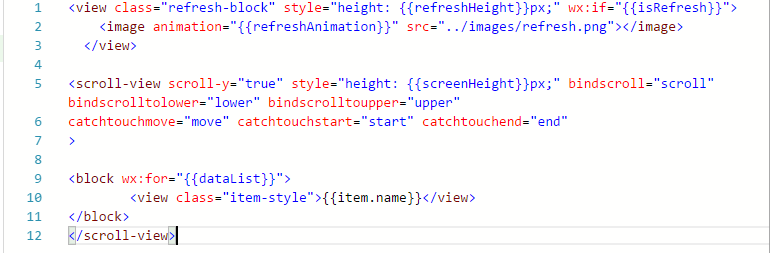 1 <view class="refresh-block" style="height: {{refreshHeight}}px;" wx:if="{{isRefresh}}">
2     <image animation="{{refreshAnimation}}" src="../images/refresh.png"></image>
3   </view>
4
5 <scroll-view scroll-y="true" style="height: {{screenHeight}}px;" bindscroll="scroll"
bindscrolltolower="lower" bindscrolltoupper="upper"
6 catchtouchmove="move" catchtouchstart="start" catchtouchend="end"
7 >
8
9 <block wx:for="{{dataList}}">
10         <view class="item-style">{{item.name}}</view>
11 </block>
12 </scroll-view>